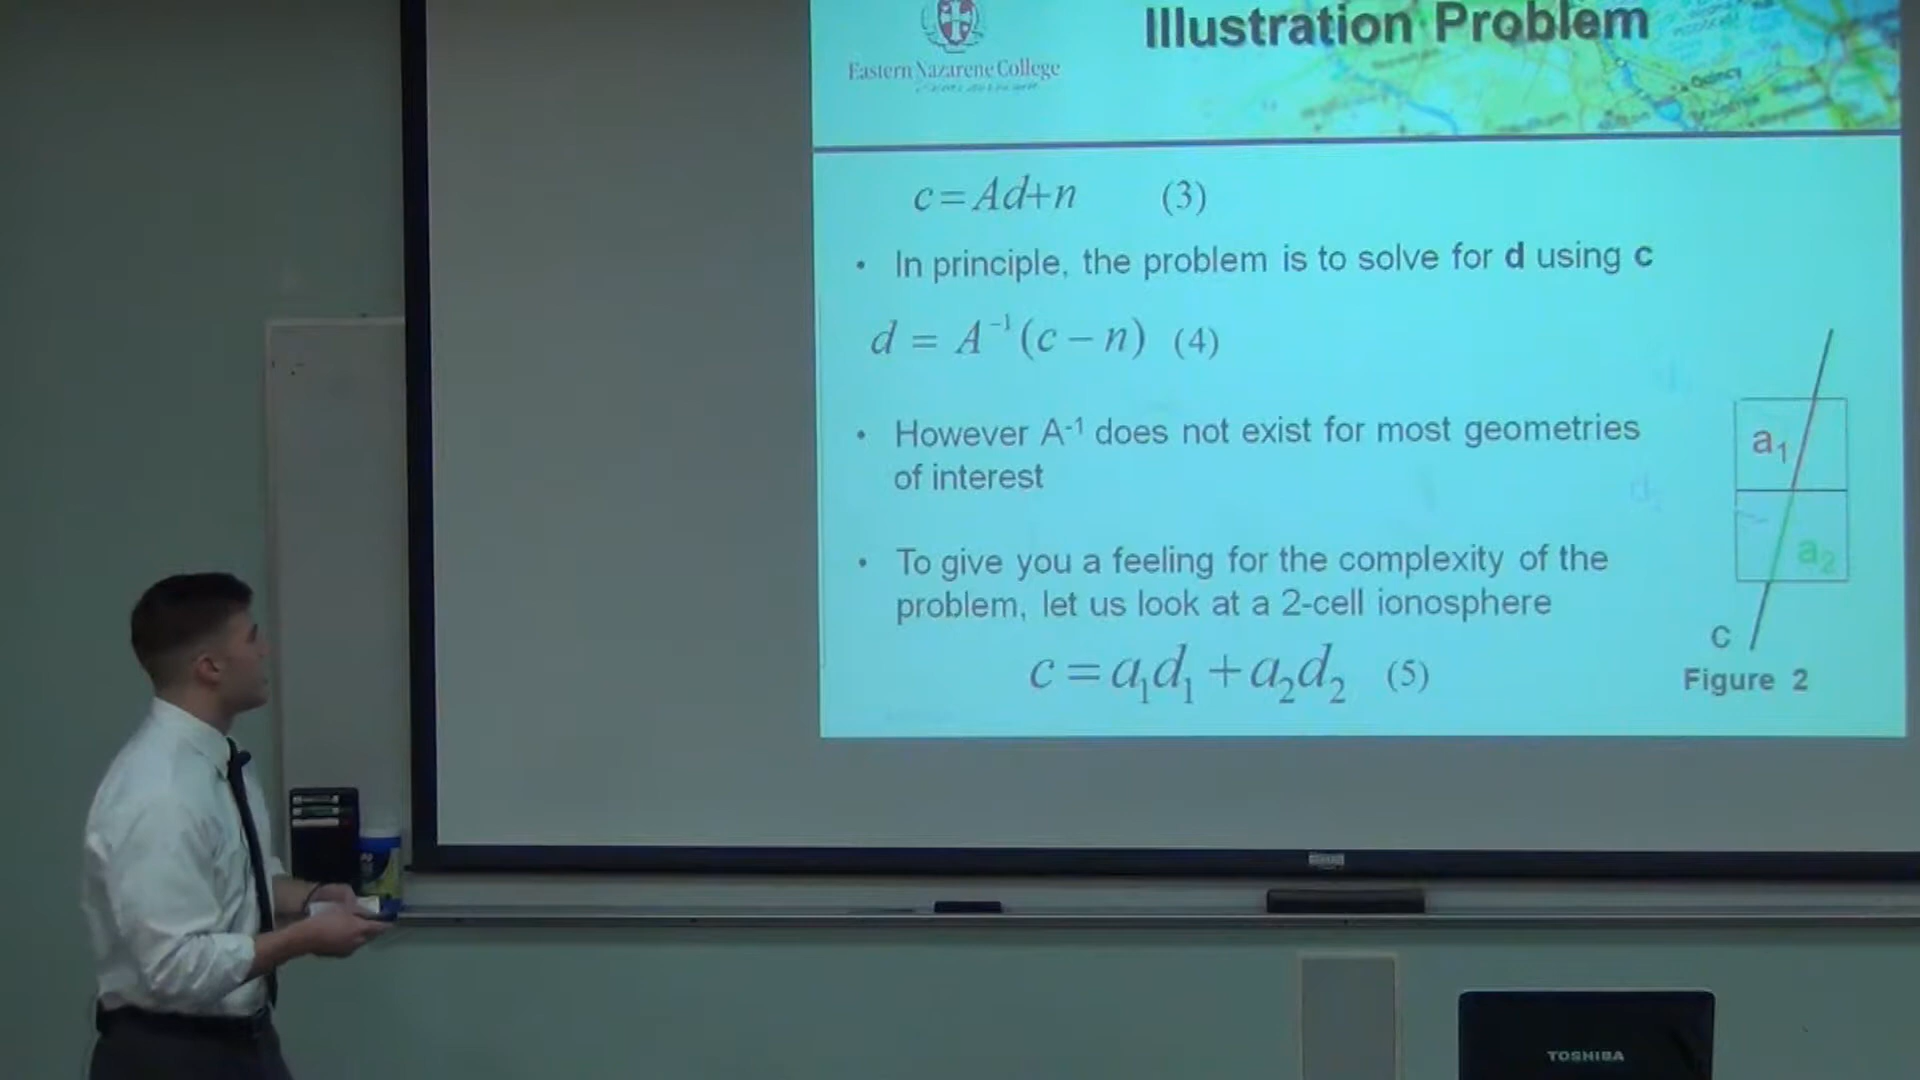 Illustration Problem
Eastern Nazarene College
Quincy
c = Ad + n (3)
• In principle, the problem is to solve for d using c
d = A⁻¹ (c − n) (4)
• However A⁻¹ does not exist for most geometries
of interest
• To give you a feeling for the complexity of the
problem, let us look at a 2-cell ionosphere
c = a₁d₁ + a₂d₂ (5)
a₁
a₂
c
Figure 2
TOSHIBA